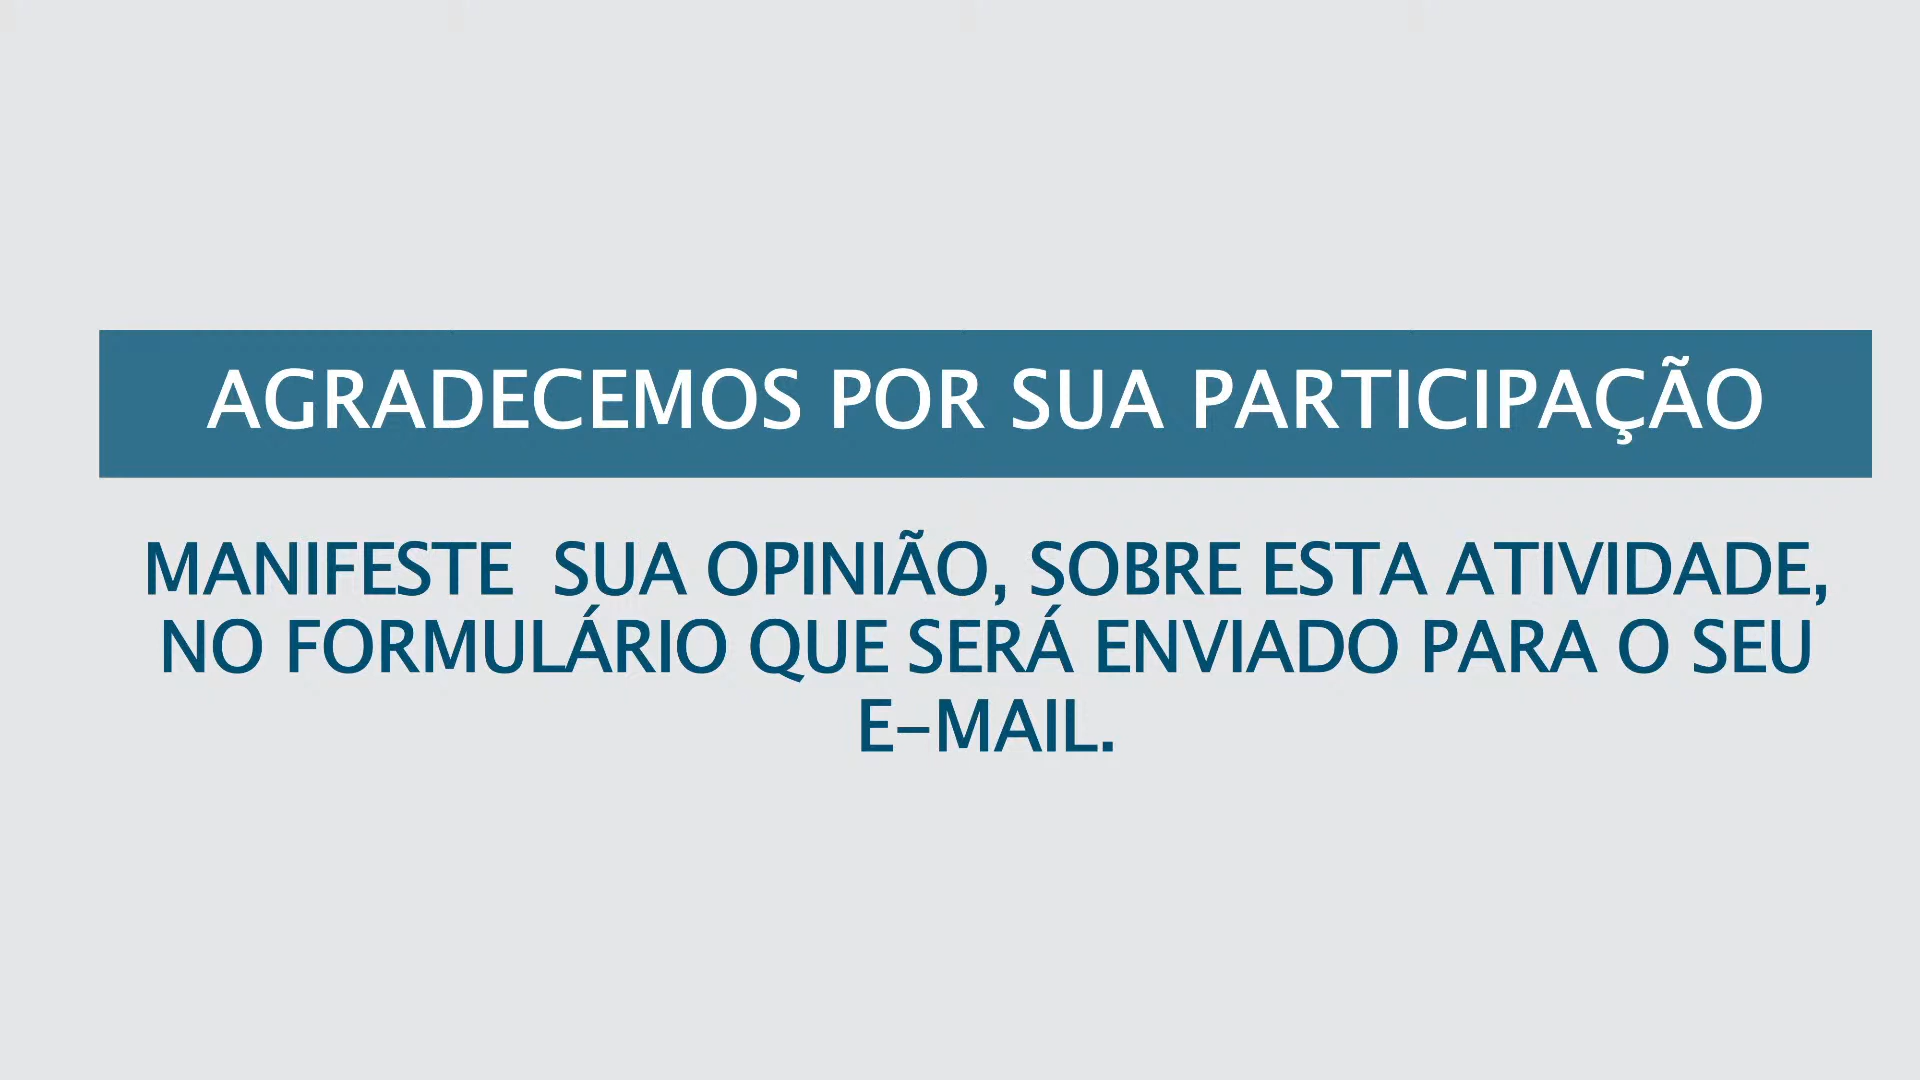 AGRADECEMOS POR SUA PARTICIPAÇÃO
MANIFESTE  SUA OPINIÃO, SOBRE ESTA ATIVIDADE,
NO FORMULÁRIO QUE SERÁ ENVIADO PARA O SEU
E-MAIL.